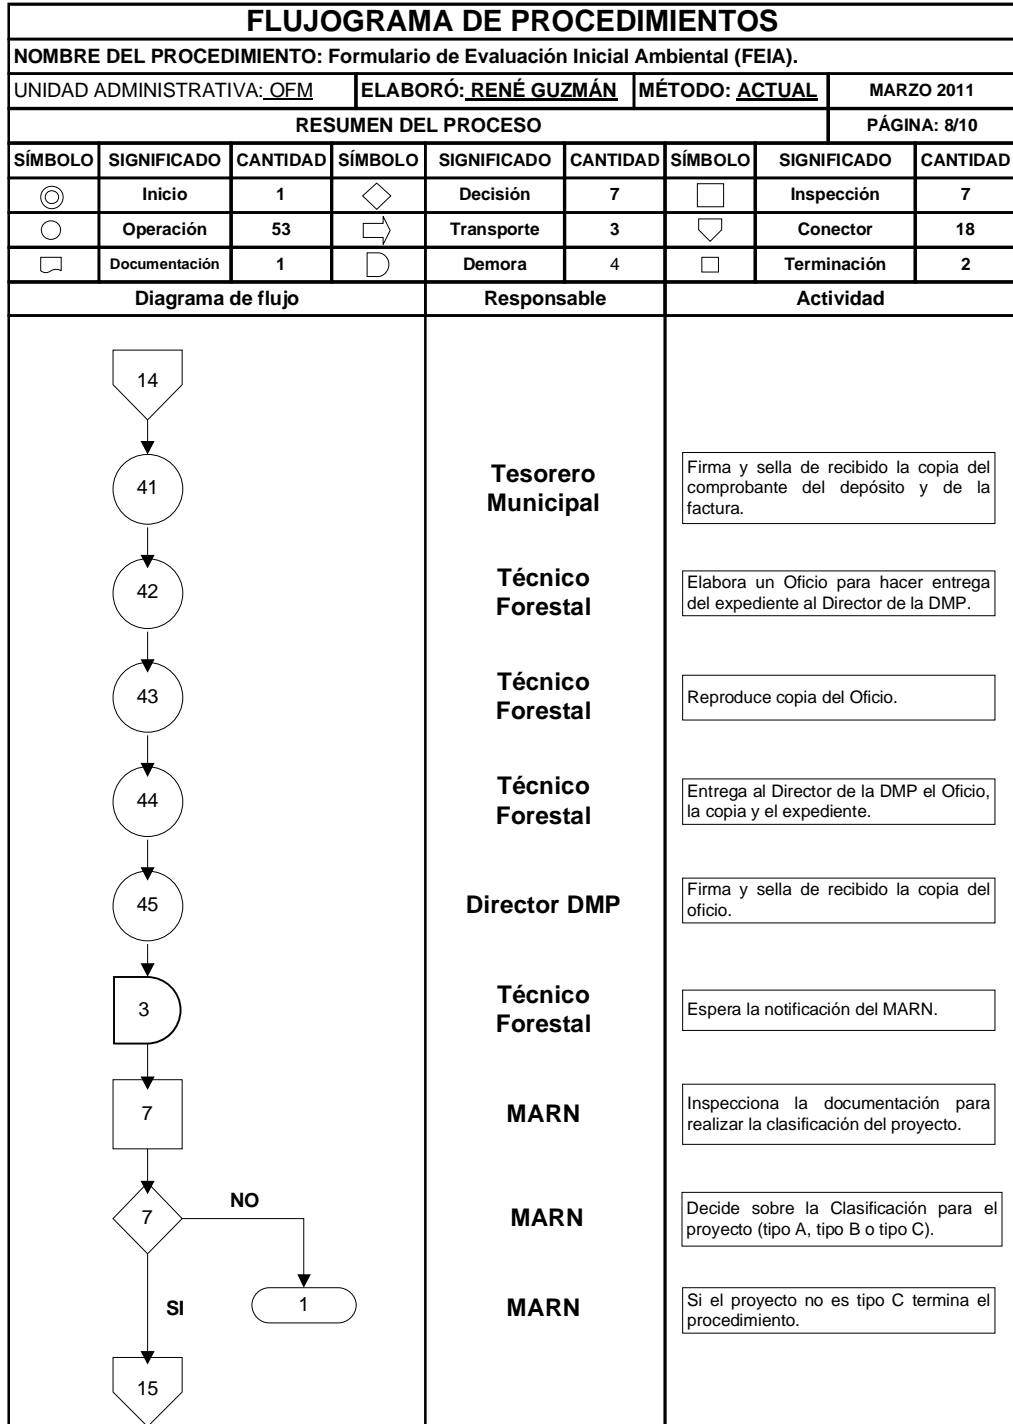 FLUJOGRAMA DE PROCEDIMIENTOS
NOMBRE DEL PROCEDIMIENTO: Formulario de Evaluación Inicial Ambiental (FEIA).
UNIDAD ADMINISTRATIVA: OFM ELABORÓ: RENÉ GUZMÁN MÉTODO: ACTUAL MARZO 2011
RESUMEN DEL PROCESO PÁGINA: 8/10
SÍMBOLO SIGNIFICADO CANTIDAD SÍMBOLO SIGNIFICADO CANTIDAD SÍMBOLO SIGNIFICADO CANTIDAD
Inicio 1 Decisión 7 Inspección 7
Operación 53 Transporte 3 Conector 18
Documentación 1 Demora 4 Terminación 2
Diagrama de flujo Responsable Actividad
14
41
Tesorero
Municipal
Firma y sella de recibido la copia del
comprobante del depósito y de la
factura.
42
Técnico
Forestal
Elabora un Oficio para hacer entrega
del expediente al Director de la DMP.
43
Técnico
Forestal
Reproduce copia del Oficio.
44
Técnico
Forestal
Entrega al Director de la DMP el Oficio,
la copia y el expediente.
45
Director DMP
Firma y sella de recibido la copia del
oficio.
3
Técnico
Forestal
Espera la notificación del MARN.
7
MARN
Inspecciona la documentación para
realizar la clasificación del proyecto.
7
NO
MARN
Decide sobre la Clasificación para el
proyecto (tipo A, tipo B o tipo C).
SI
1
MARN
Si el proyecto no es tipo C termina el
procedimiento.
15